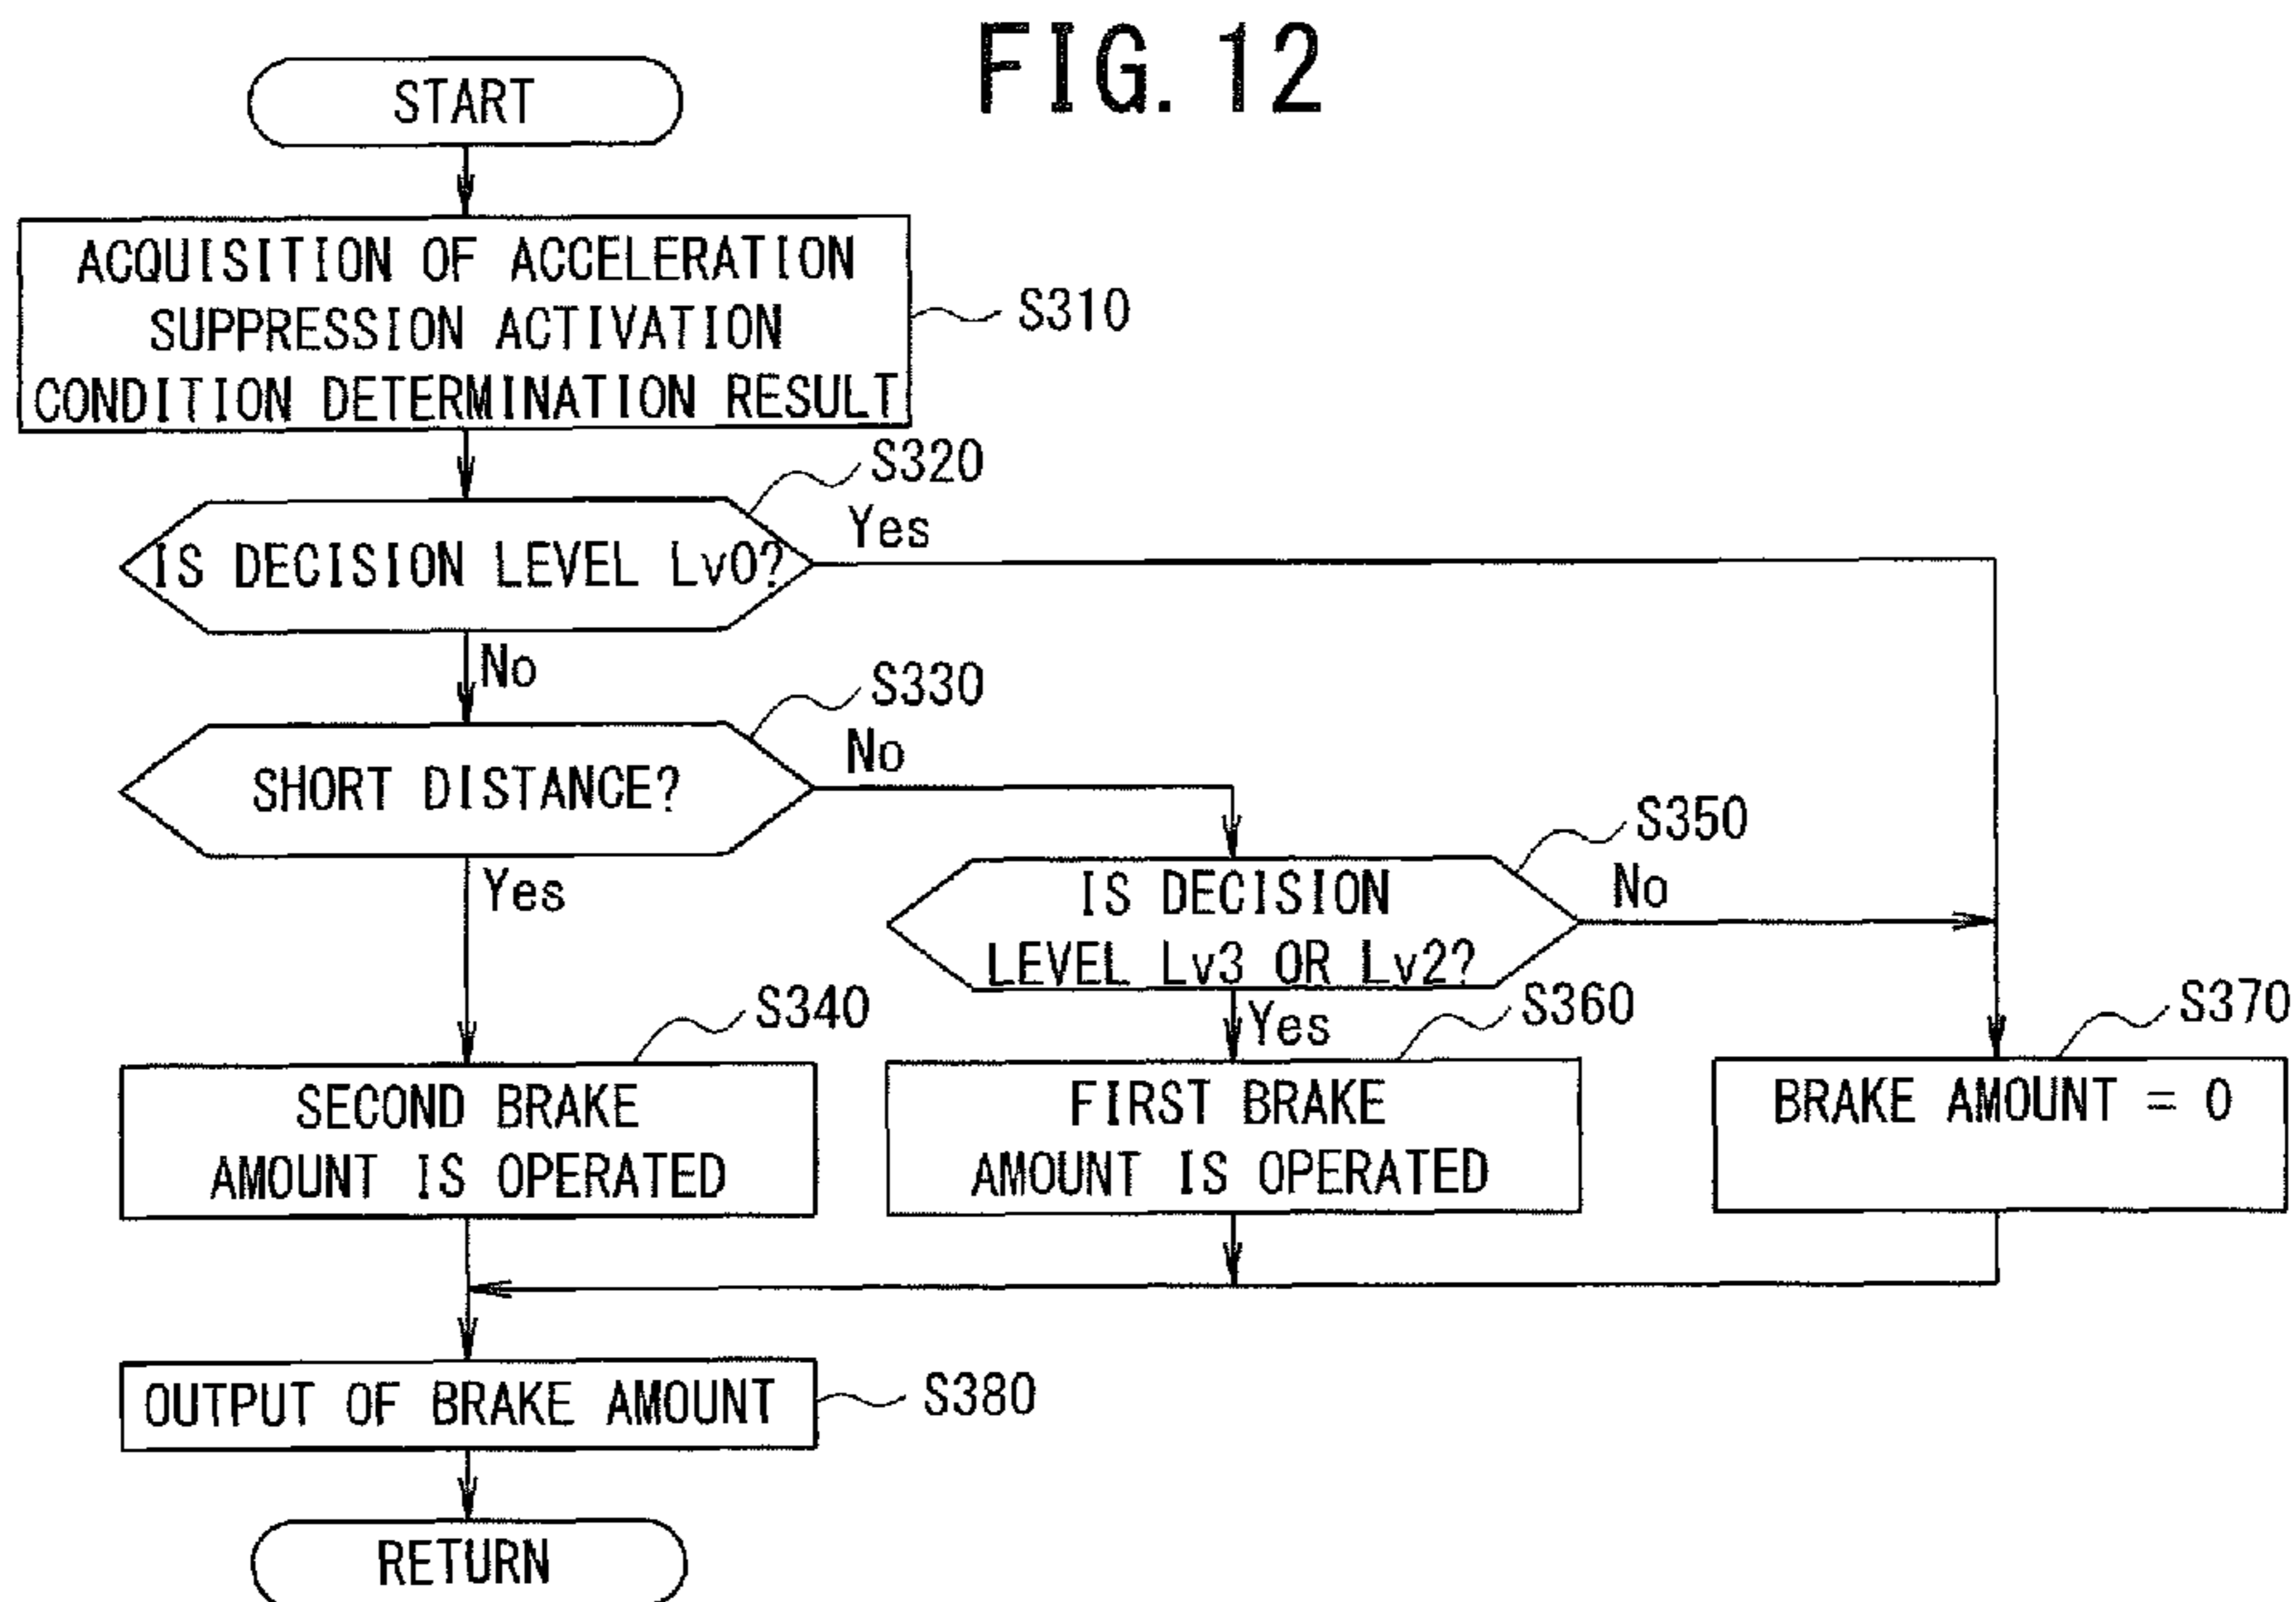 FIG. 12
START
ACQUISITION OF ACCELERATION
SUPPRESSION ACTIVATION
CONDITION DETERMINATION RESULT
S310
S320
IS DECISION LEVEL Lv0?
Yes
No
S330
SHORT DISTANCE?
No
Yes
S350
IS DECISION
LEVEL Lv3 OR Lv2?
No
Yes
S340
SECOND BRAKE
AMOUNT IS OPERATED
S360
FIRST BRAKE
AMOUNT IS OPERATED
S370
BRAKE AMOUNT = 0
OUTPUT OF BRAKE AMOUNT
S380
RETURN